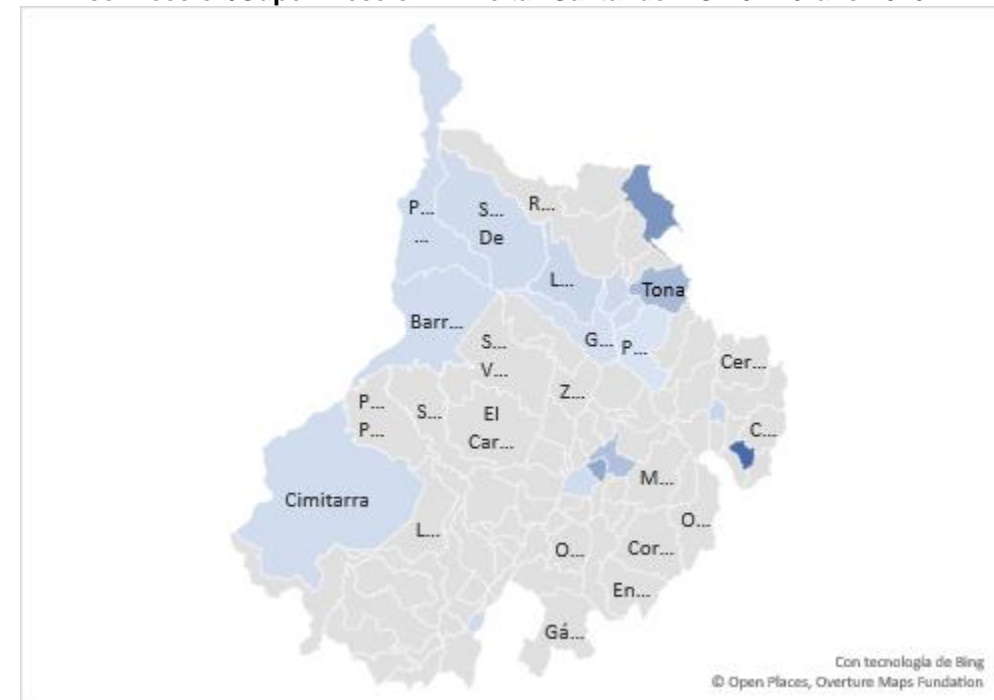 P...
...
S...
De
R...
L...
Tona
Barr...
G...
P...
S...
V...
Cer...
Z...
P...
P...
S...
El
Car...
C...
M...
Cimitarra
L...
O...
O...
Cor...
En...
Gá...
Con tecnología de Bing
© Open Places, Overture Maps Fundation